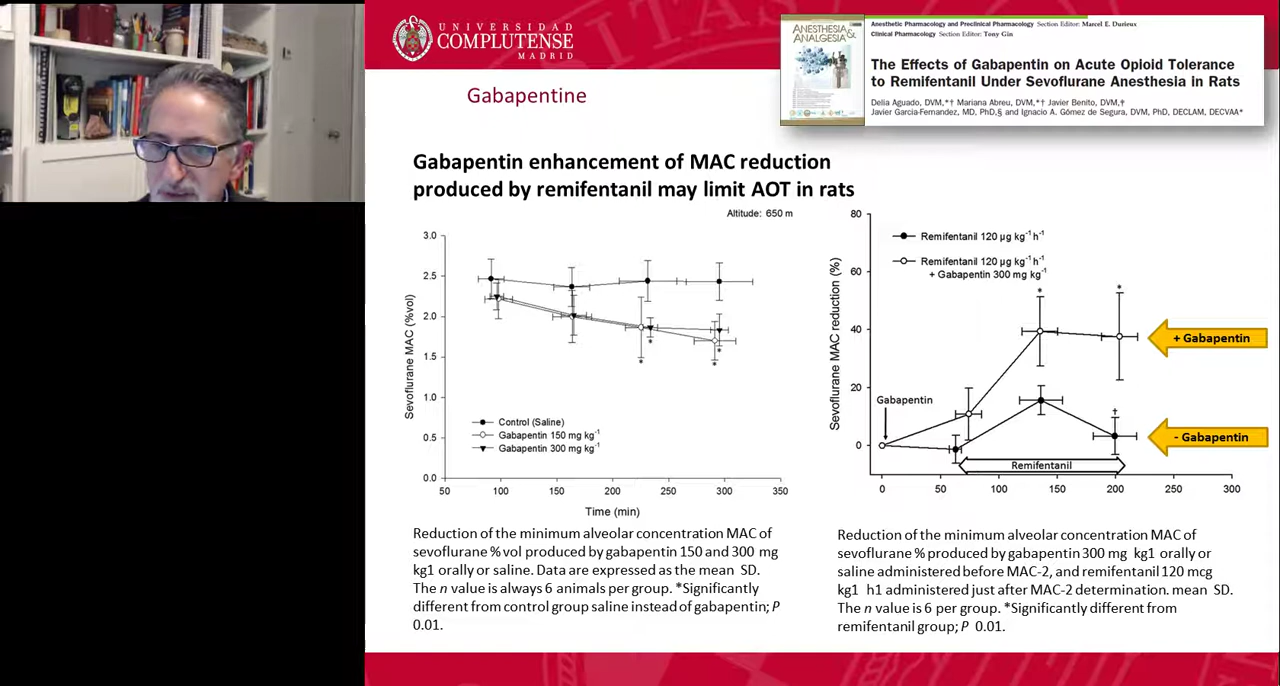 UNIVERSIDAD
COMPLUTENSE
MADRID
ANESTHESIA &
ANALGESIA
Anesthetic Pharmacology and Preclinical Pharmacology Section Editor: Marcel E. Durieux
Clinical Pharmacology Section Editor: Tony Gin
The Effects of Gabapentin on Acute Opioid Tolerance
to Remifentanil Under Sevoflurane Anesthesia in Rats
Delia Aguado, DVM,*† Mariana Abreu, DVM,*† Javier Benito, DVM,†
Javier Garcia-Fernandez, MD, PhD,§ and Ignacio A. Gómez de Segura, DVM, PhD, DECLAM, DECVAA*
Gabapentine
Gabapentin enhancement of MAC reduction
produced by remifentanil may limit AOT in rats
Altitude: 650 m
Sevoflurane MAC (%vol)
3.0
2.5
2.0
1.5
1.0
0.5
0.0
* * * *
Control (Saline)
Gabapentin 150 mg kg⁻¹
Gabapentin 300 mg kg⁻¹
50 100 150 200 250 300 350
Time (min)
Reduction of the minimum alveolar concentration MAC of
sevoflurane %vol produced by gabapentin 150 and 300 mg
kg1 orally or saline. Data are expressed as the mean SD.
The n value is always 6 animals per group. *Significantly
different from control group saline instead of gabapentin; P
0.01.
Sevoflurane MAC reduction (%)
80
60
40
20
0
Remifentanil 120 µg kg⁻¹ h⁻¹
Remifentanil 120 µg kg⁻¹ h⁻¹
+ Gabapentin 300 mg kg⁻¹
* *
†
Gabapentin
Remifentanil
+ Gabapentin
- Gabapentin
0 50 100 150 200 250 300
Reduction of the minimum alveolar concentration MAC of
sevoflurane % produced by gabapentin 300 mg kg1 orally or
saline administered before MAC-2, and remifentanil 120 mcg
kg1 h1 administered just after MAC-2 determination. mean SD.
The n value is 6 per group. *Significantly different from
remifentanil group; P 0.01.